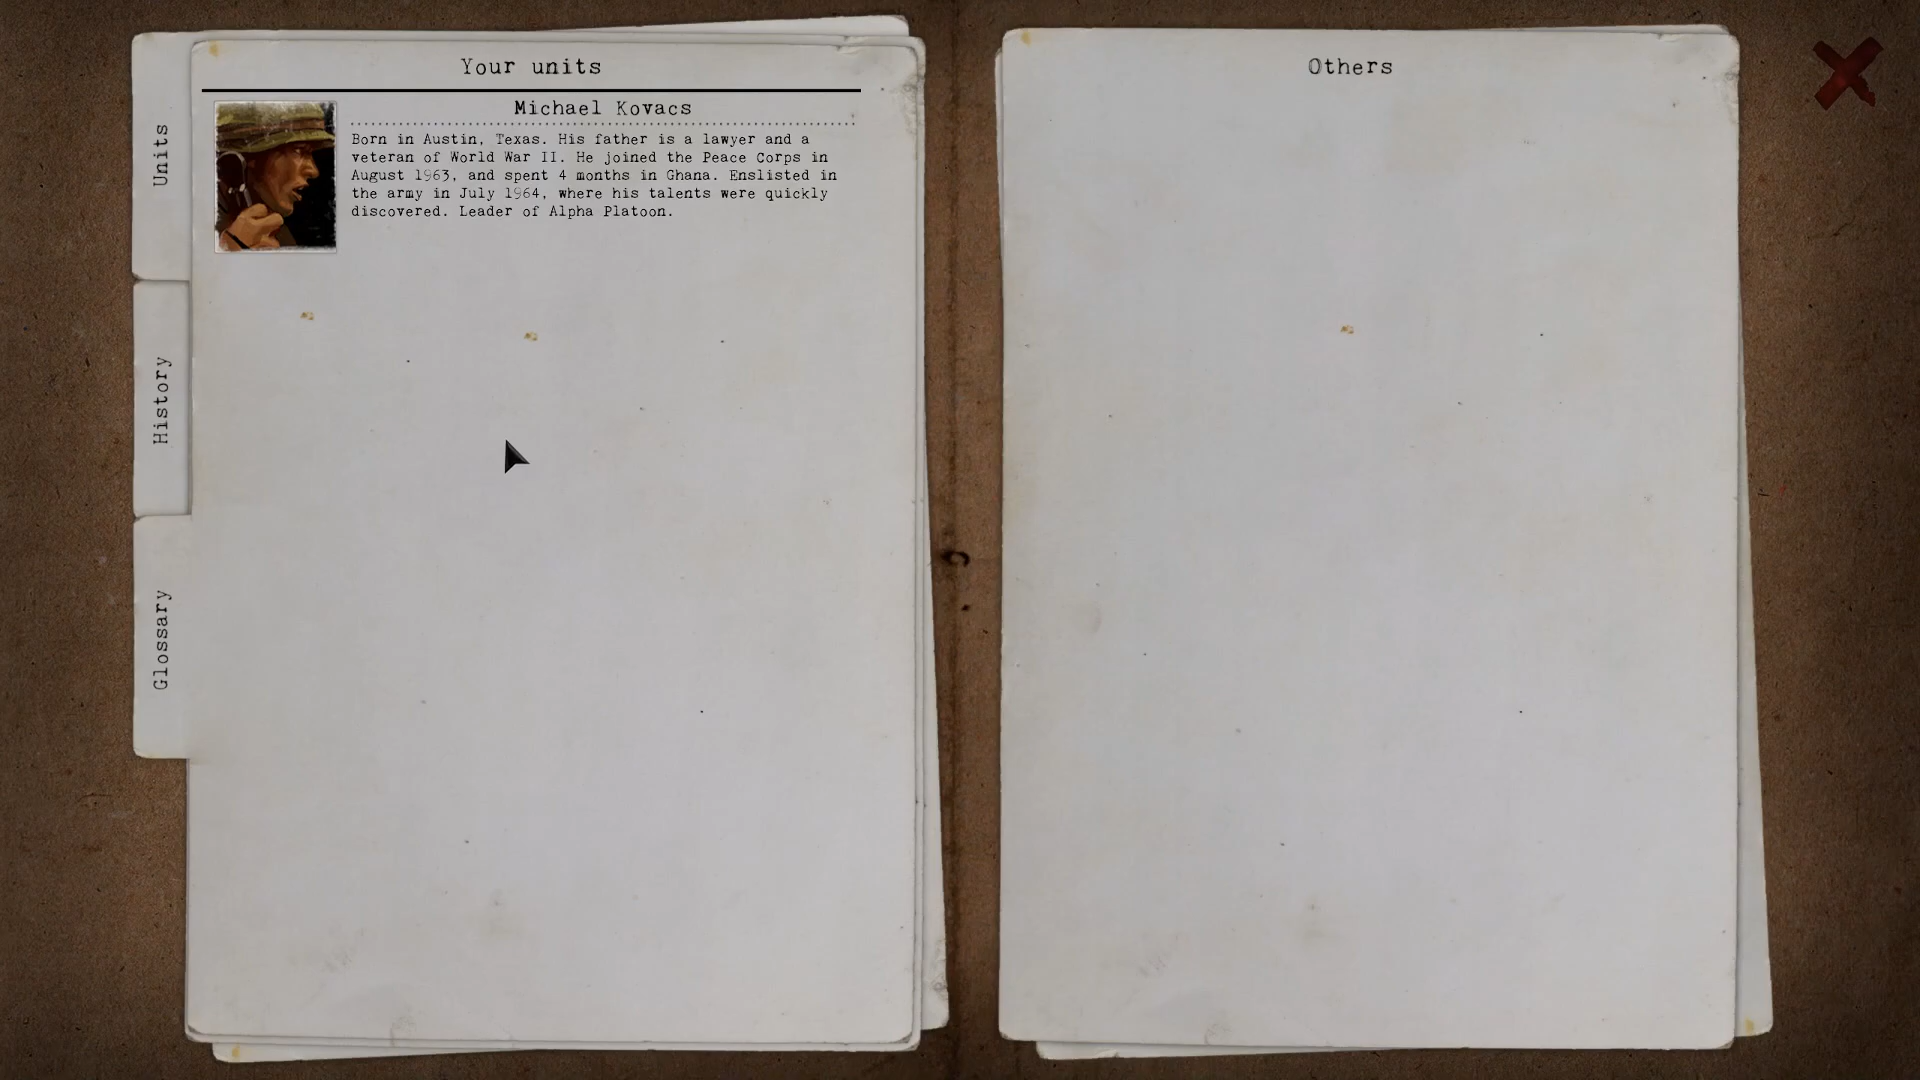 Your units
Michael Kovacs
Born in Austin, Texas. His father is a lawyer and a
veteran of World War II. He joined the Peace Corps in
August 1963, and spent 4 months in Ghana. Enslisted in
the army in July 1964, where his talents were quickly
discovered. Leader of Alpha Platoon.
Units
History
Glossary
Others